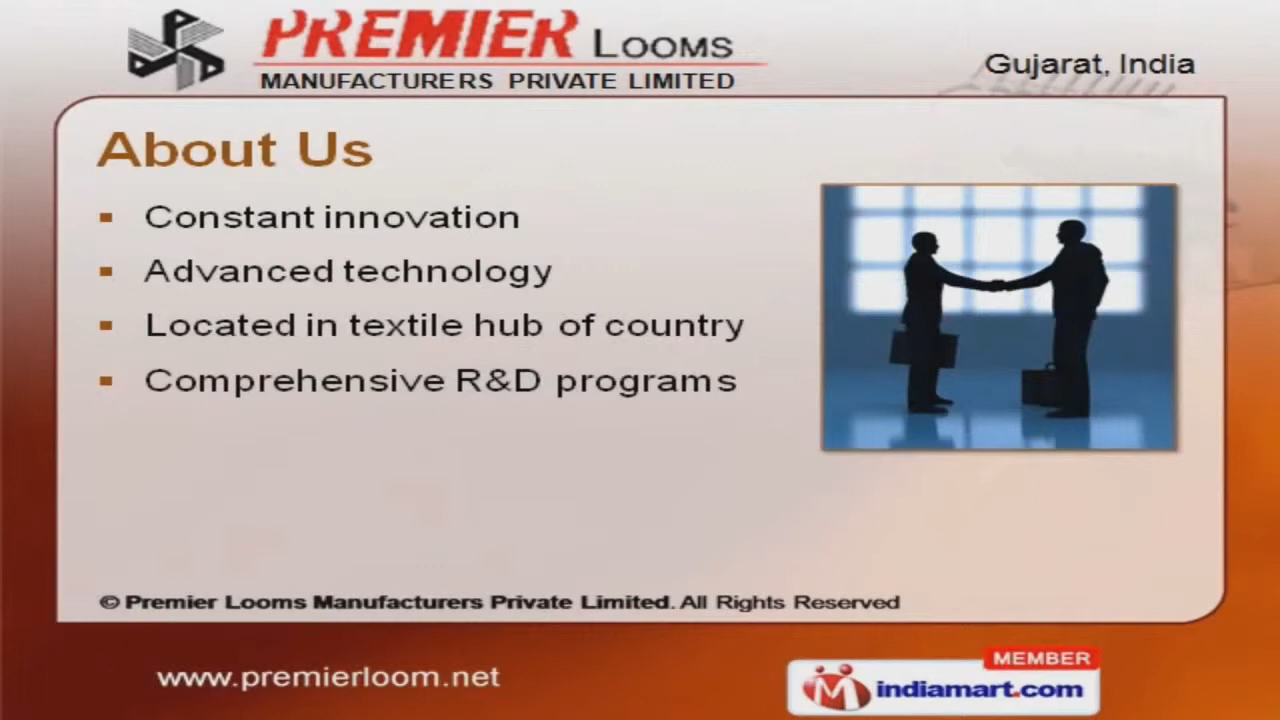 PREMIER LOOMS
MANUFACTURERS PRIVATE LIMITED
Gujarat, India
About Us
Constant innovation
Advanced technology
Located in textile hub of country
Comprehensive R&D programs
© Premier Looms Manufacturers Private Limited. All Rights Reserved
www.premierloom.net
MEMBER
indiamart.com